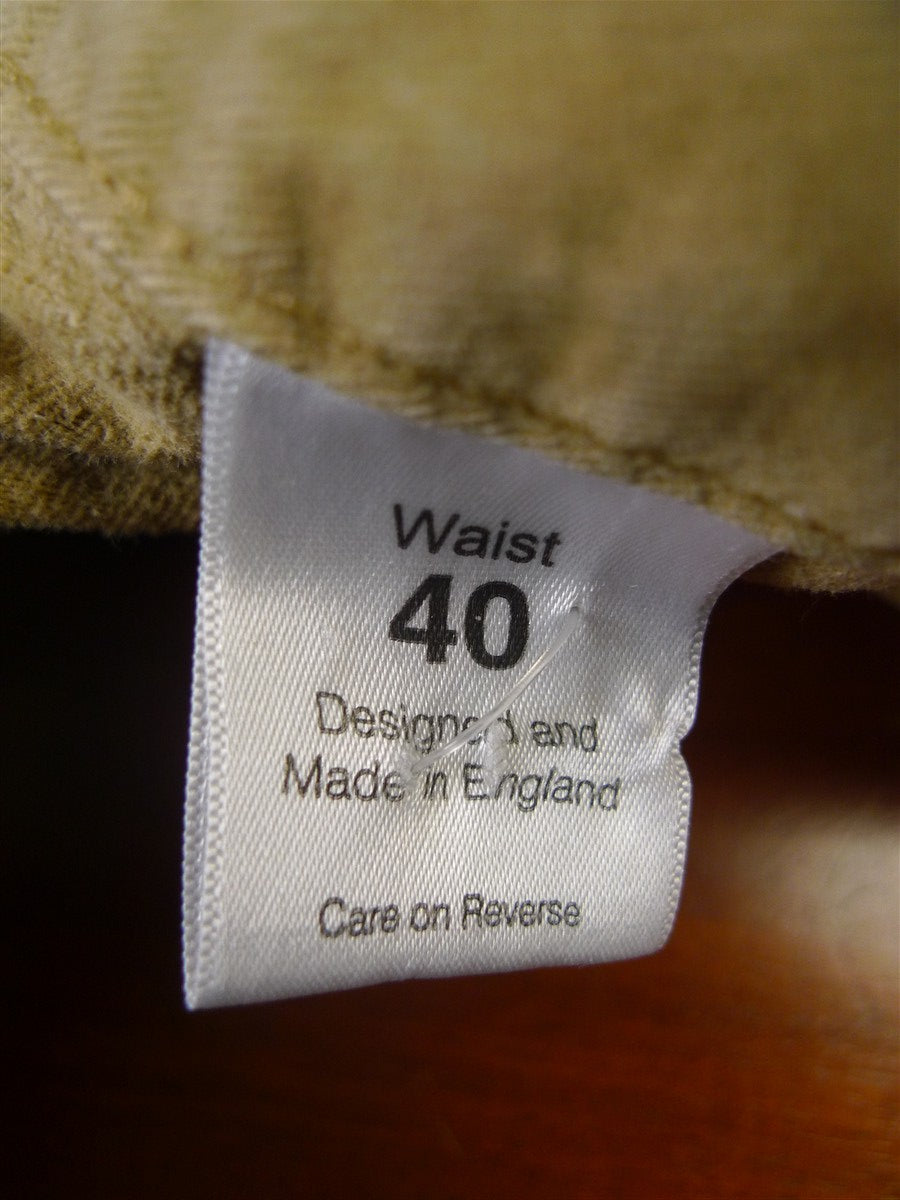 Waist
40
Designed and
Made in England
Care on Reverse